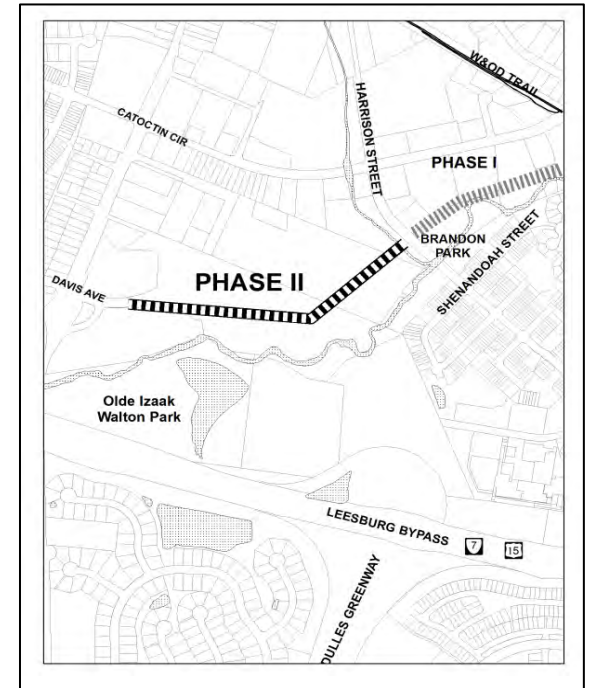 W&OD TRAIL
HARRISON STREET
CATOCTIN CIR
PHASE I
BRANDON
PARK
SHENANDOAH STREET
PHASE II
DAVIS AVE
Olde Izaak
Walton Park
LEESBURG BYPASS
7
15
DULLES GREENWAY